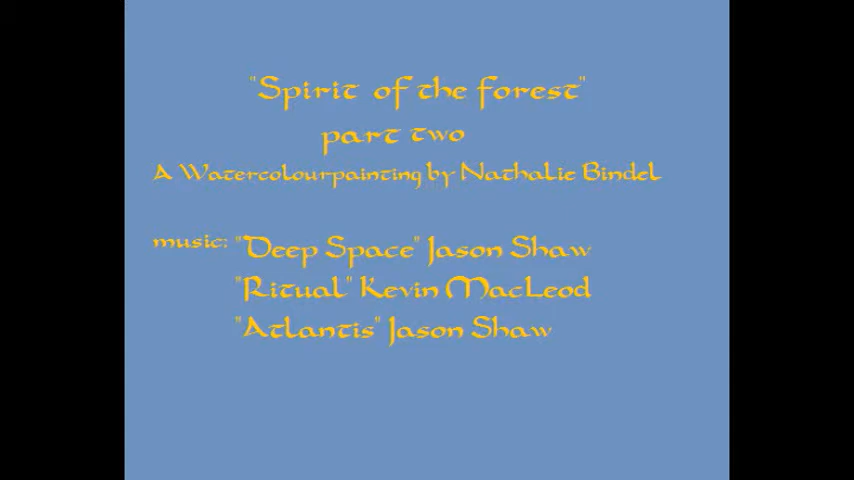 "Spirit of the forest"
part two
A Watercolourpainting by Nathalie Bindel
music: "Deep Space" Jason Shaw
"Ritual" Kevin MacLeod
"Atlantis" Jason Shaw